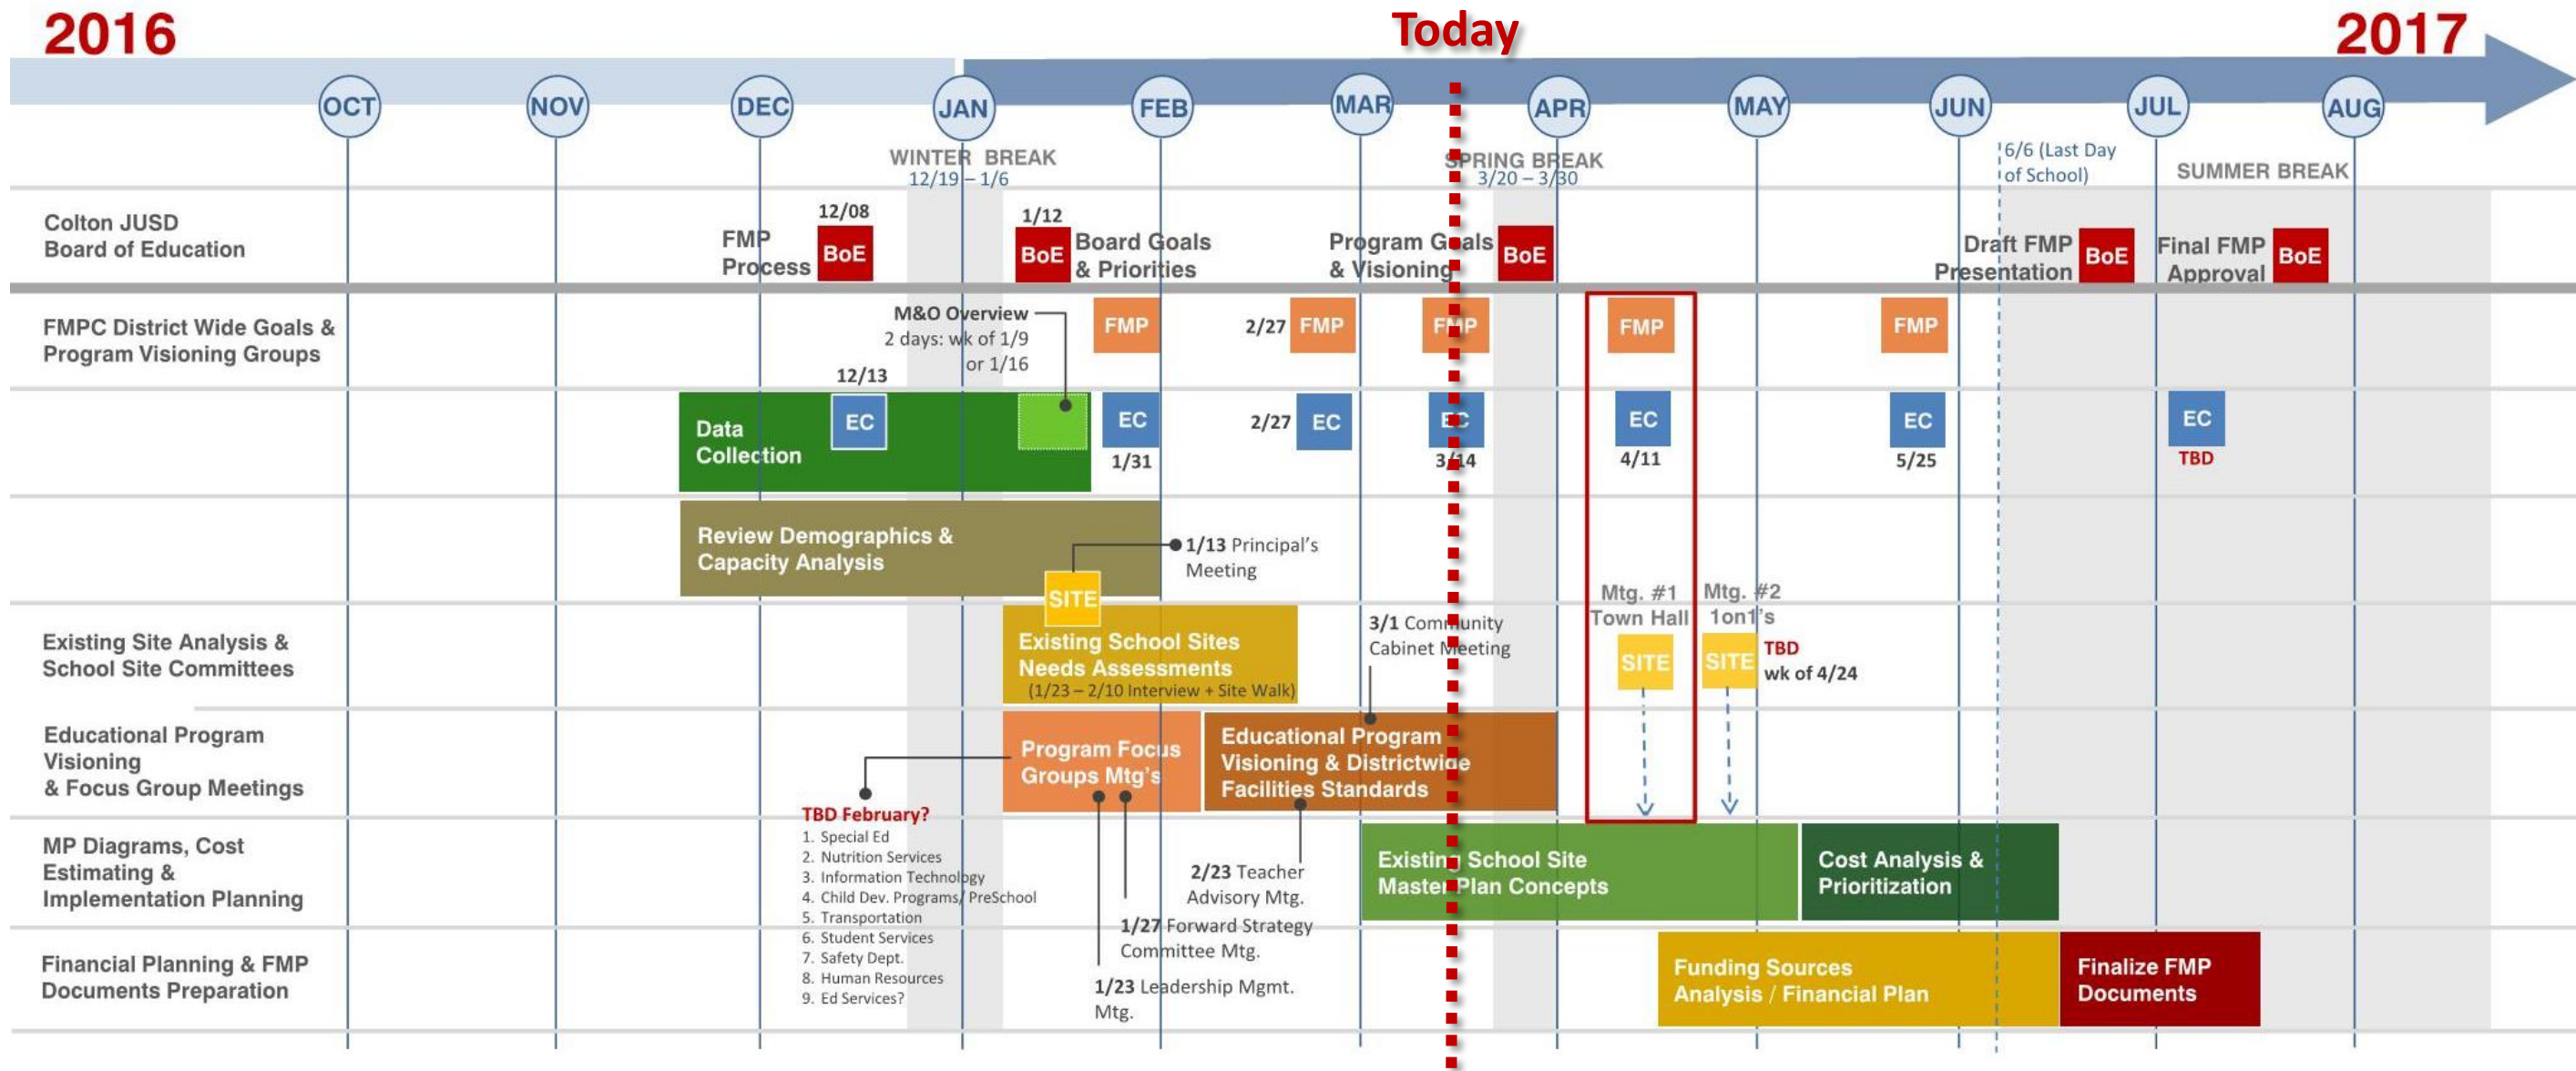 2016
Today
2017
OCT
NOV
DEC
JAN
FEB
MAR
APR
MAY
JUN
JUL
AUG
WINTER BREAK
12/19 – 1/6
SPRING BREAK
3/20 – 3/30
6/6 (Last Day
of School)
SUMMER BREAK
Colton JUSD
Board of Education
FMP
Process
12/08
BoE
1/12
BoE
Board Goals
& Priorities
Program Goals
& Visioning
BoE
Draft FMP
Presentation
BoE
Final FMP
Approval
BoE
FMPC District Wide Goals &
Program Visioning Groups
M&O Overview
2 days: wk of 1/9
or 1/16
FMP
2/27
FMP
FMP
FMP
FMP
12/13
Data
Collection
EC
EC
1/31
2/27
EC
EC
3/14
EC
4/11
EC
5/25
EC
TBD
Review Demographics &
Capacity Analysis
1/13 Principal's
Meeting
SITE
Existing Site Analysis &
School Site Committees
Existing School Sites
Needs Assessments
(1/23 – 2/10 Interview + Site Walk)
3/1 Community
Cabinet Meeting
Mtg. #1
Town Hall
SITE
Mtg. #2
1on1's
SITE
TBD
wk of 4/24
Educational Program
Visioning
& Focus Group Meetings
Program Focus
Groups Mtg's
Educational Program
Visioning & Districtwide
Facilities Standards
TBD February?
1. Special Ed
2. Nutrition Services
3. Information Technology
4. Child Dev. Programs/ PreSchool
5. Transportation
6. Student Services
7. Safety Dept.
8. Human Resources
9. Ed Services?
2/23 Teacher
Advisory Mtg.
1/27 Forward Strategy
Committee Mtg.
1/23 Leadership Mgmt.
Mtg.
MP Diagrams, Cost
Estimating &
Implementation Planning
Existing School Site
Master Plan Concepts
Cost Analysis &
Prioritization
Financial Planning & FMP
Documents Preparation
Funding Sources
Analysis / Financial Plan
Finalize FMP
Documents